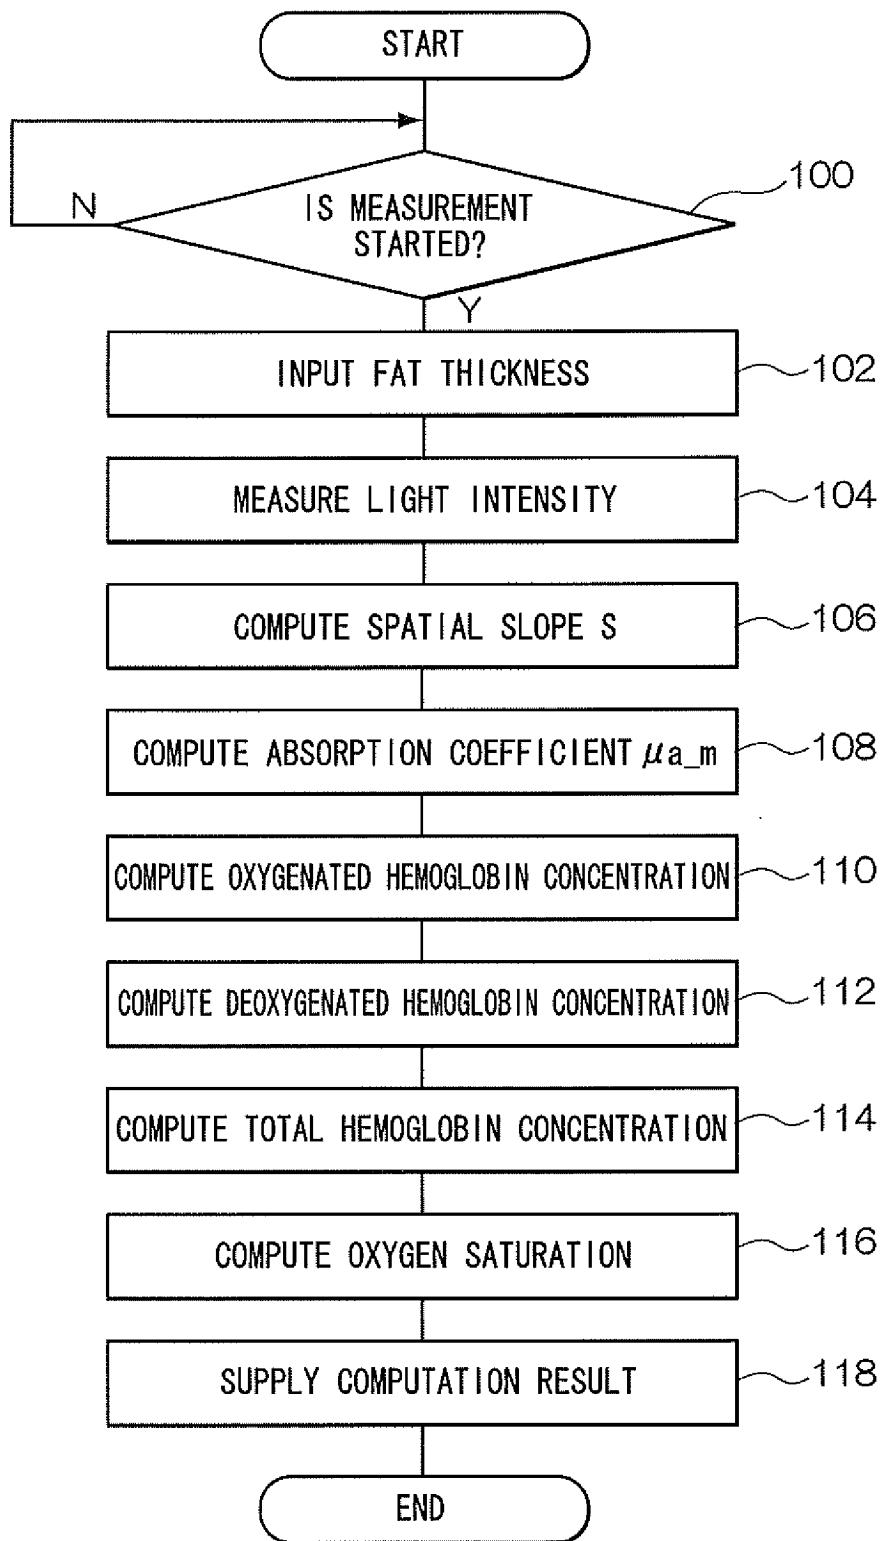 START
N
IS MEASUREMENT
STARTED?
100
Y
INPUT FAT THICKNESS
102
MEASURE LIGHT INTENSITY
104
COMPUTE SPATIAL SLOPE S
106
COMPUTE ABSORPTION COEFFICIENT μa_m
108
COMPUTE OXYGENATED HEMOGLOBIN CONCENTRATION
110
COMPUTE DEOXYGENATED HEMOGLOBIN CONCENTRATION
112
COMPUTE TOTAL HEMOGLOBIN CONCENTRATION
114
COMPUTE OXYGEN SATURATION
116
SUPPLY COMPUTATION RESULT
118
END